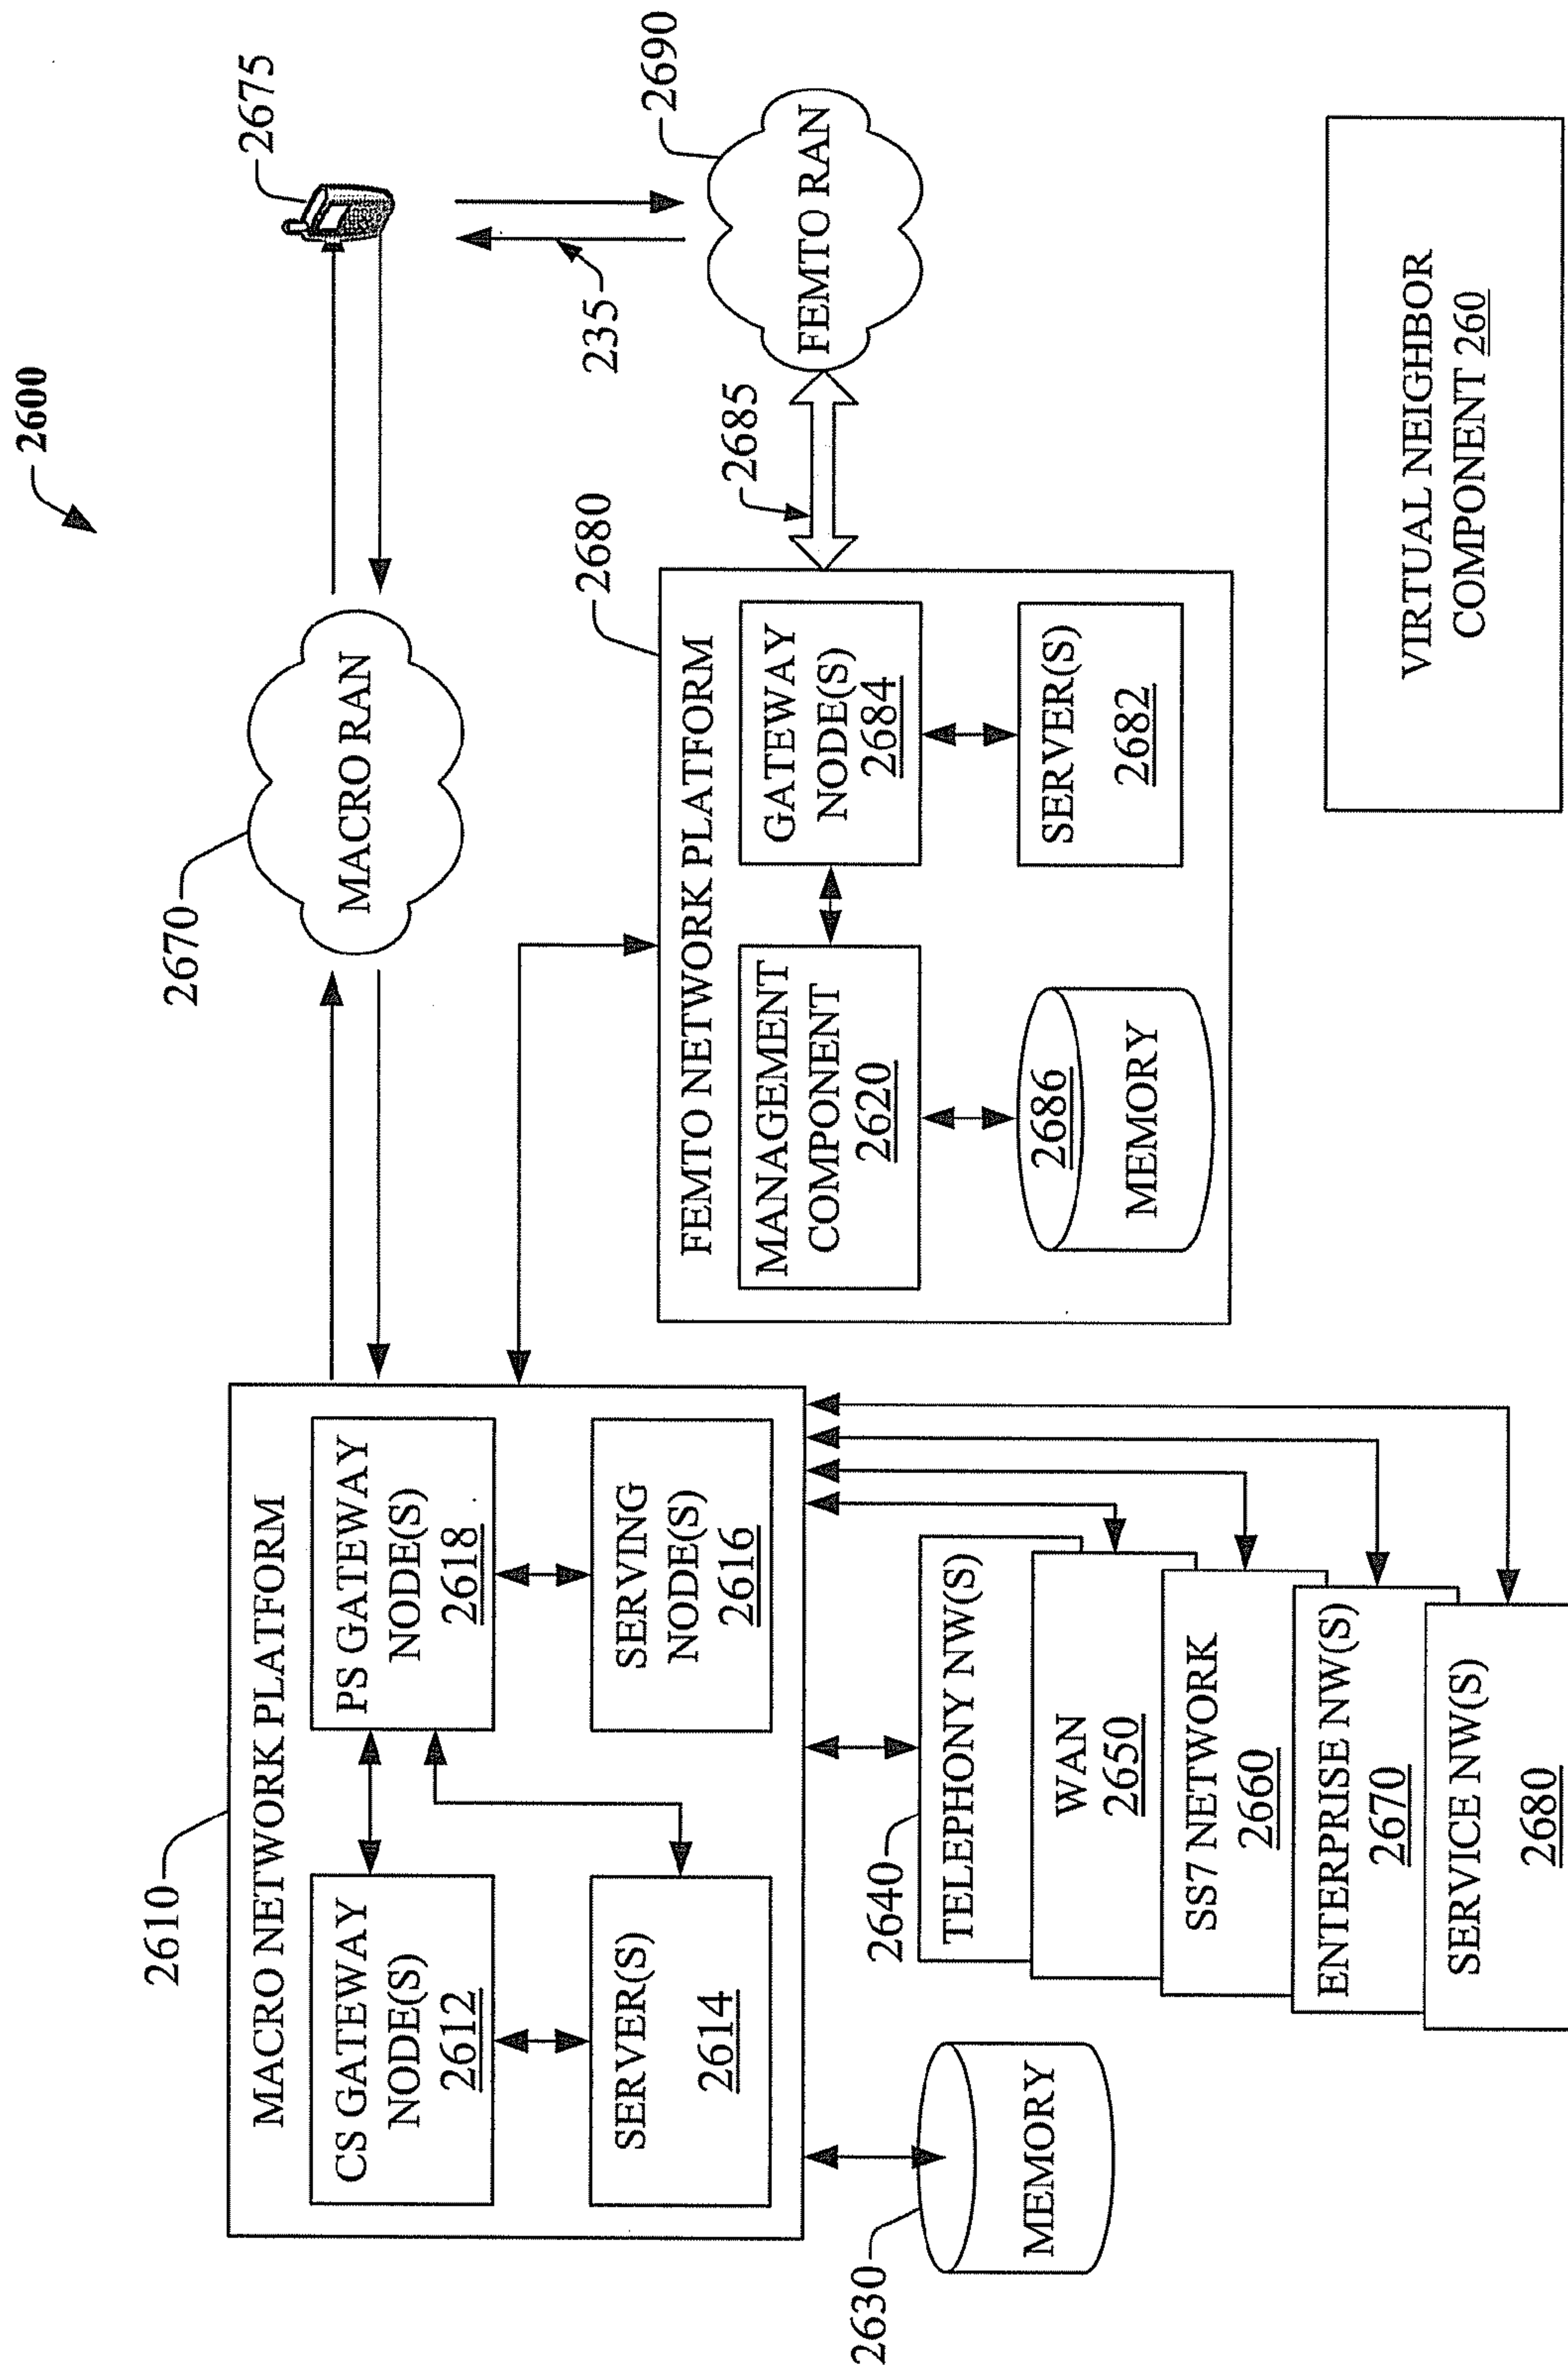 2600
2610
MACRO NETWORK PLATFORM
CS GATEWAY
NODE(S)
2612
PS GATEWAY
NODE(S)
2618
SERVER(S)
2614
SERVING
NODE(S)
2616
2670
MACRO RAN
2675
235
2690
FEMTO RAN
2685
2680
FEMTO NETWORK PLATFORM
MANAGEMENT
COMPONENT
2620
GATEWAY
NODE(S)
2684
2686
MEMORY
SERVER(S)
2682
2630
MEMORY
2640
TELEPHONY NW(S)
WAN
2650
SS7 NETWORK
2660
ENTERPRISE NW(S)
2670
SERVICE NW(S)
2680
VIRTUAL NEIGHBOR
COMPONENT 260